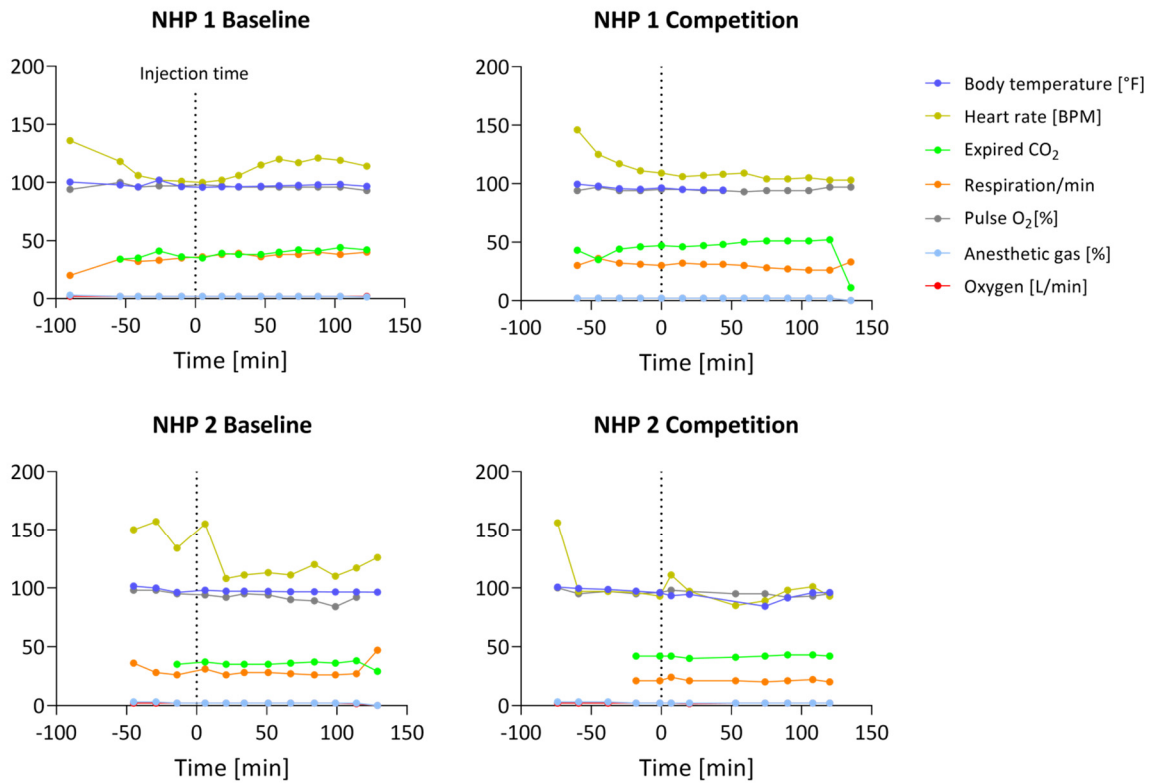 NHP 1 Baseline
NHP 1 Competition
200
150
100
50
0
Injection time
-100
-50
0
50
100
150
Time [min]
200
150
100
50
0
-100
-50
0
50
100
150
Time [min]
Body temperature [°F]
Heart rate [BPM]
Expired CO₂
Respiration/min
Pulse O₂[%]
Anesthetic gas [%]
Oxygen [L/min]
NHP 2 Baseline
NHP 2 Competition
200
150
100
50
0
-100
-50
0
50
100
150
Time [min]
200
150
100
50
0
-100
-50
0
50
100
150
Time [min]